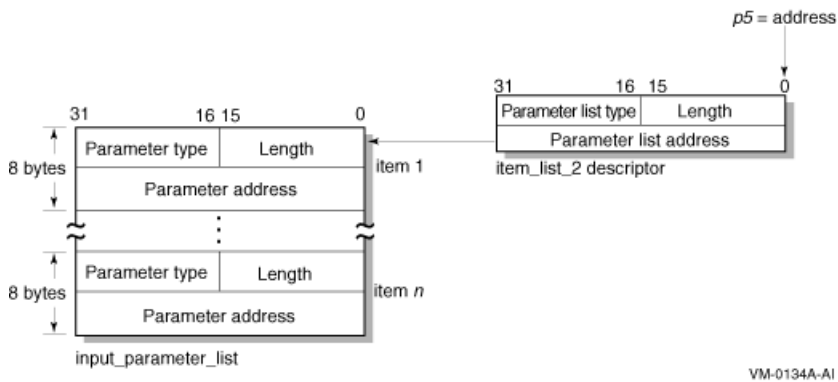 p5 = address
31 16 15 0
Parameter list type Length
Parameter list address
item_list_2 descriptor
31 16 15 0
8 bytes Parameter type Length item 1
Parameter address
8 bytes Parameter type Length item n
Parameter address
input_parameter_list
VM-0134A-AI